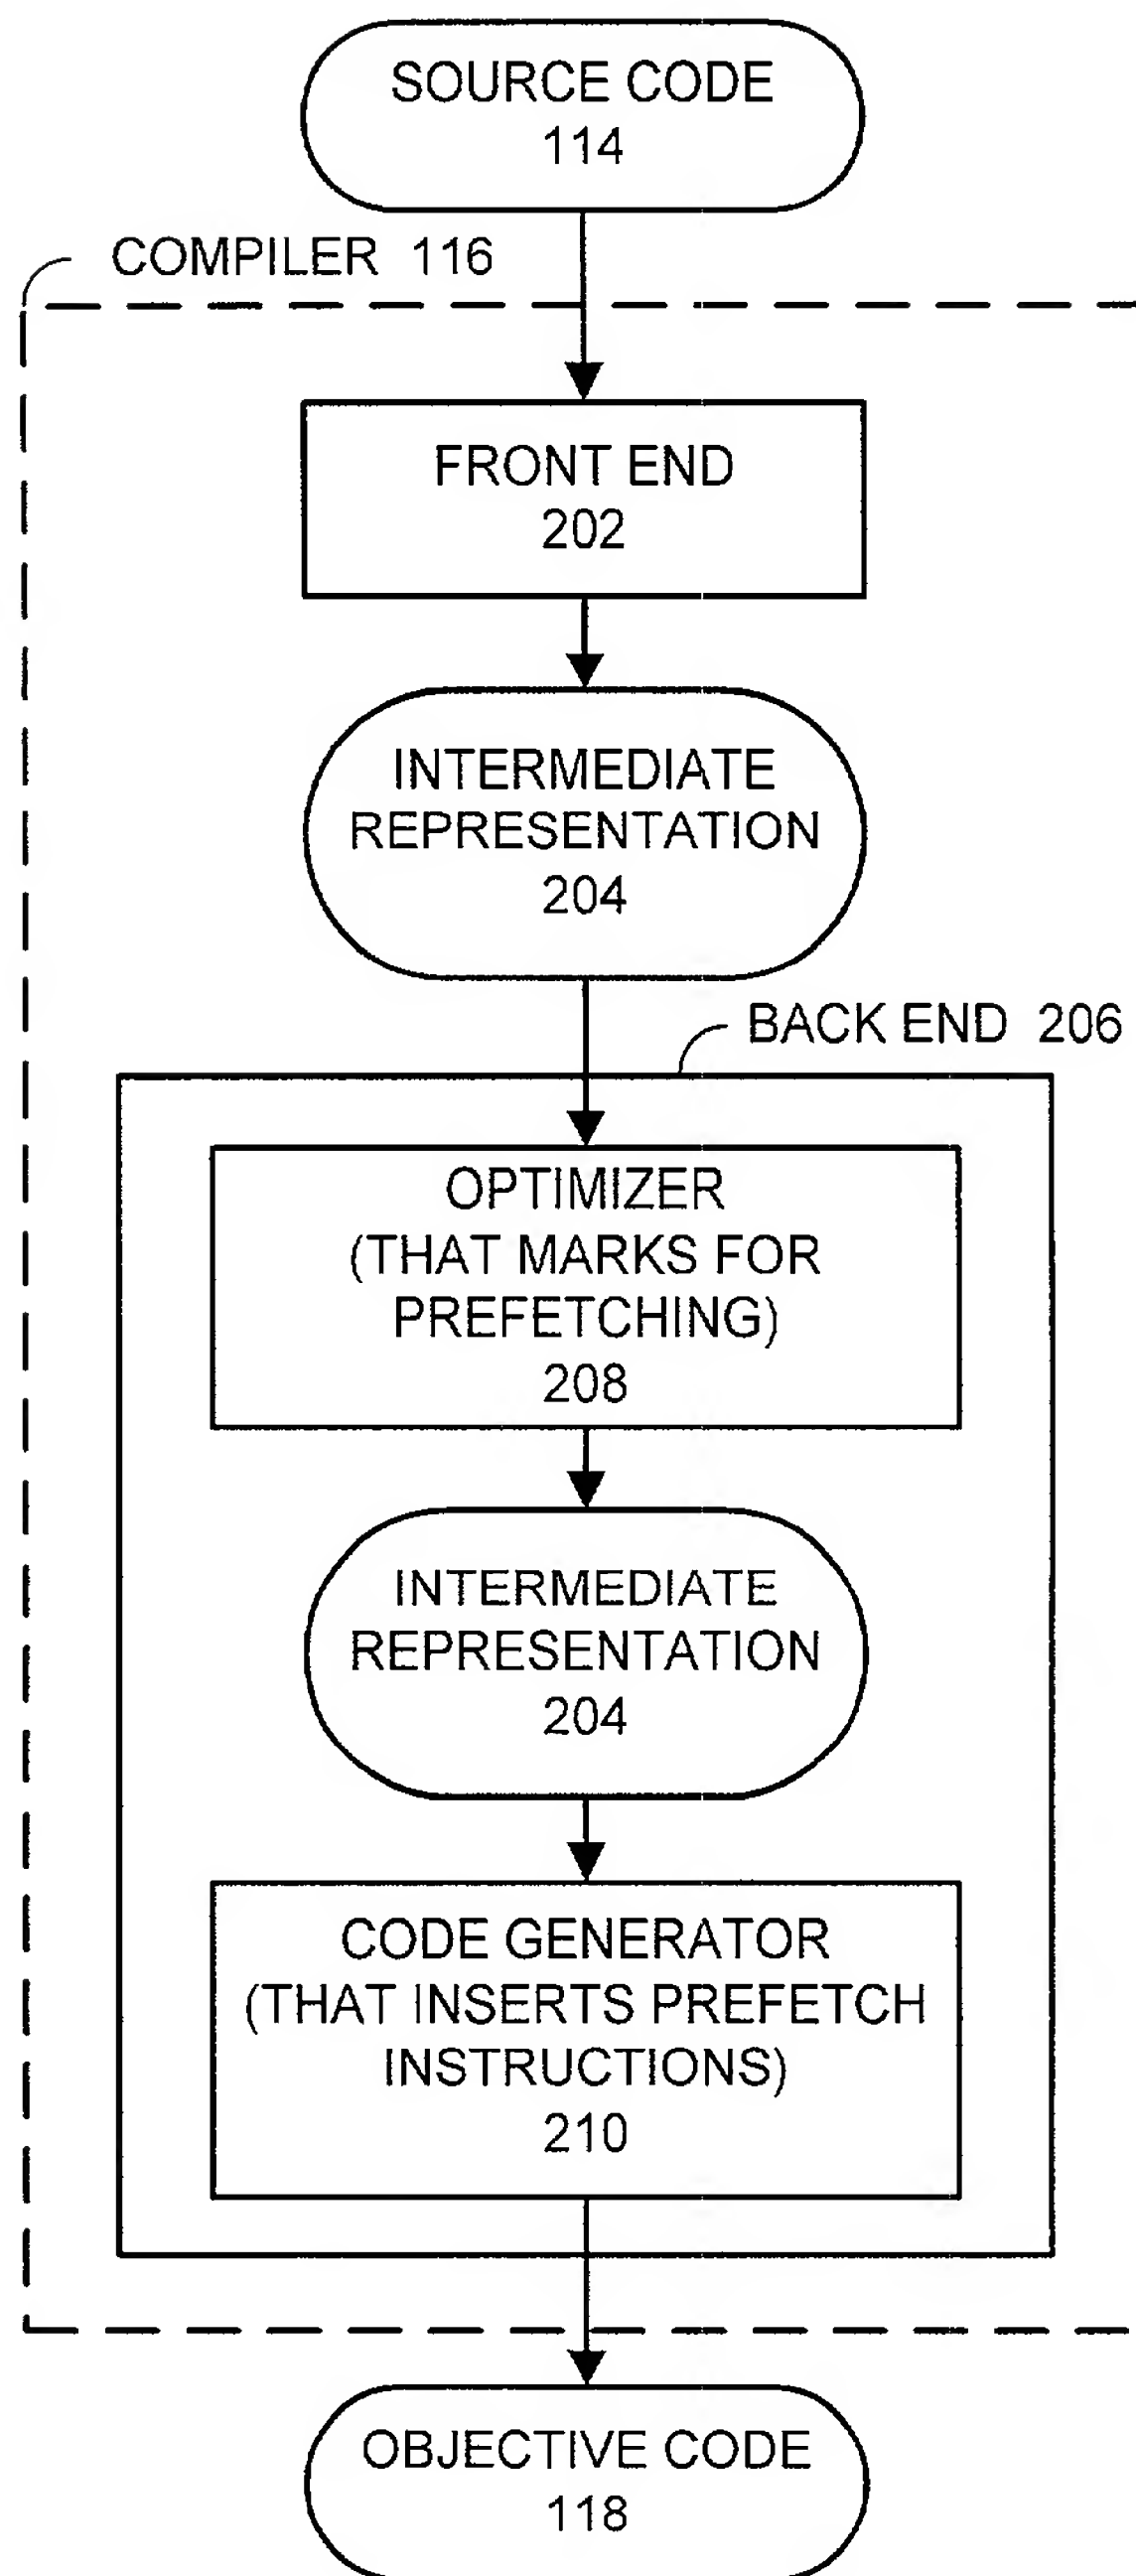 SOURCE CODE
114
COMPILER 116
FRONT END
202
INTERMEDIATE
REPRESENTATION
204
BACK END 206
OPTIMIZER
(THAT MARKS FOR
PREFETCHING)
208
INTERMEDIATE
REPRESENTATION
204
CODE GENERATOR
(THAT INSERTS PREFETCH
INSTRUCTIONS)
210
OBJECTIVE CODE
118